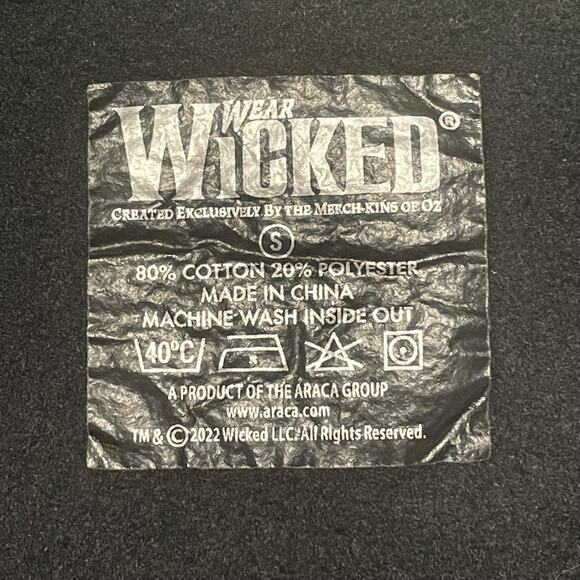 WEAR
WiCKED®
CREATED EXCLUSIVELY BY THE MERCH-KINS OF OZ
S
80% COTTON 20% POLYESTER
MADE IN CHINA
MACHINE WASH INSIDE OUT
40°C
A PRODUCT OF THE ARACA GROUP
www.araca.com
TM & © 2022 Wicked LLC. All Rights Reserved.